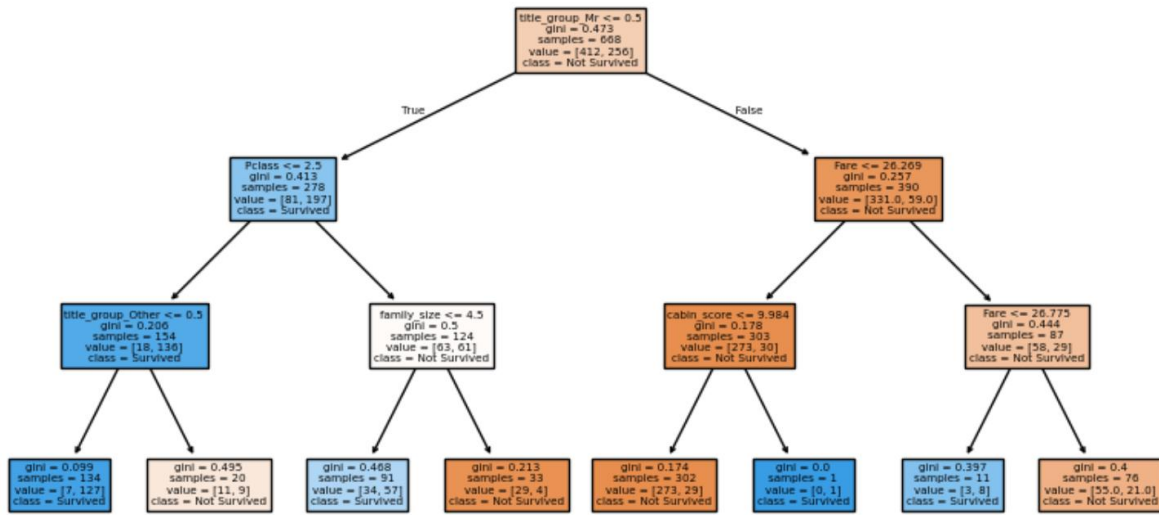 title_group_Mr <= 0.5
gini = 0.473
samples = 668
value = [412, 256]
class = Not Survived
True
False
Pclass <= 2.5
gini = 0.413
samples = 278
value = [81, 197]
class = Survived
Fare <= 26.269
gini = 0.257
samples = 390
value = [331.0, 59.0]
class = Not Survived
title_group_Other <= 0.5
gini = 0.206
samples = 154
value = [18, 136]
class = Survived
family_size <= 4.5
gini = 0.5
samples = 124
value = [63, 61]
class = Not Survived
cabin_score <= 9.984
gini = 0.178
samples = 303
value = [273, 30]
class = Not Survived
Fare <= 26.775
gini = 0.444
samples = 87
value = [58, 29]
class = Not Survived
gini = 0.099
samples = 134
value = [7, 127]
class = Survived
gini = 0.495
samples = 20
value = [11, 9]
class = Not Survived
gini = 0.468
samples = 91
value = [34, 57]
class = Survived
gini = 0.213
samples = 33
value = [29, 4]
class = Not Survived
gini = 0.174
samples = 302
value = [273, 29]
class = Not Survived
gini = 0.0
samples = 1
value = [0, 1]
class = Survived
gini = 0.397
samples = 11
value = [3, 8]
class = Survived
gini = 0.4
samples = 76
value = [55.0, 21.0]
class = Not Survived